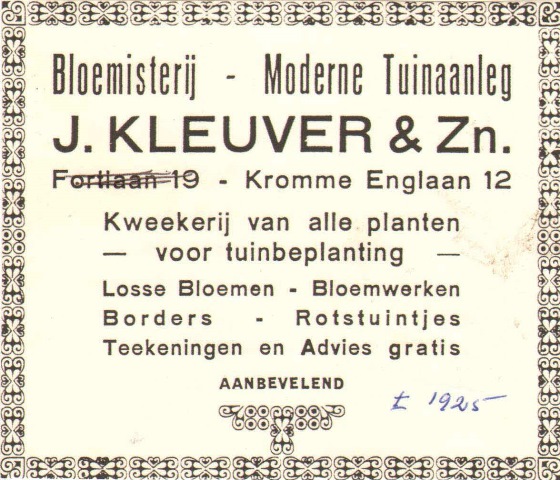 Bloemisterij - Moderne Tuinaanleg
J. KLEUVER & Zn.
Fortlaan 19 - Kromme Englaan 12
Kweekerij van alle planten
— voor tuinbeplanting —
Losse Bloemen - Bloemwerken
Borders - Rotstuintjes
Teekeningen en Advies gratis
AANBEVELEND
± 1925